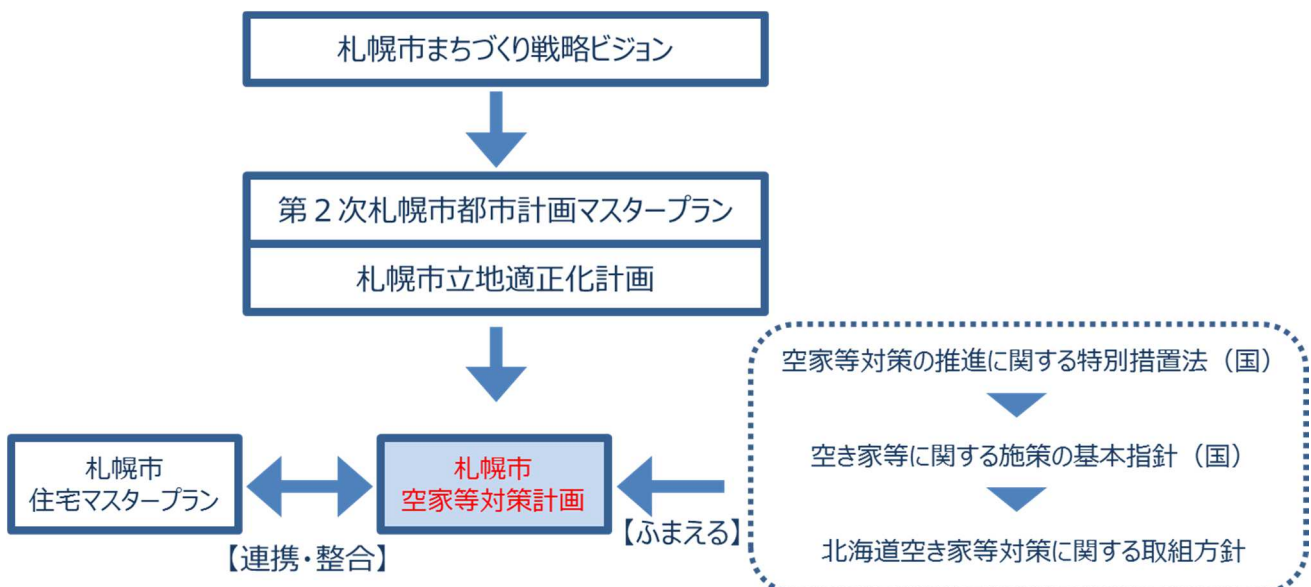 札幌市まちづくり戦略ビジョン
第２次札幌市都市計画マスタープラン
札幌市立地適正化計画
空家等対策の推進に関する特別措置法（国）
空き家等に関する施策の基本指針（国）
北海道空き家等対策に関する取組方針
札幌市
住宅マスタープラン
札幌市
空家等対策計画
【連携・整合】
【ふまえる】